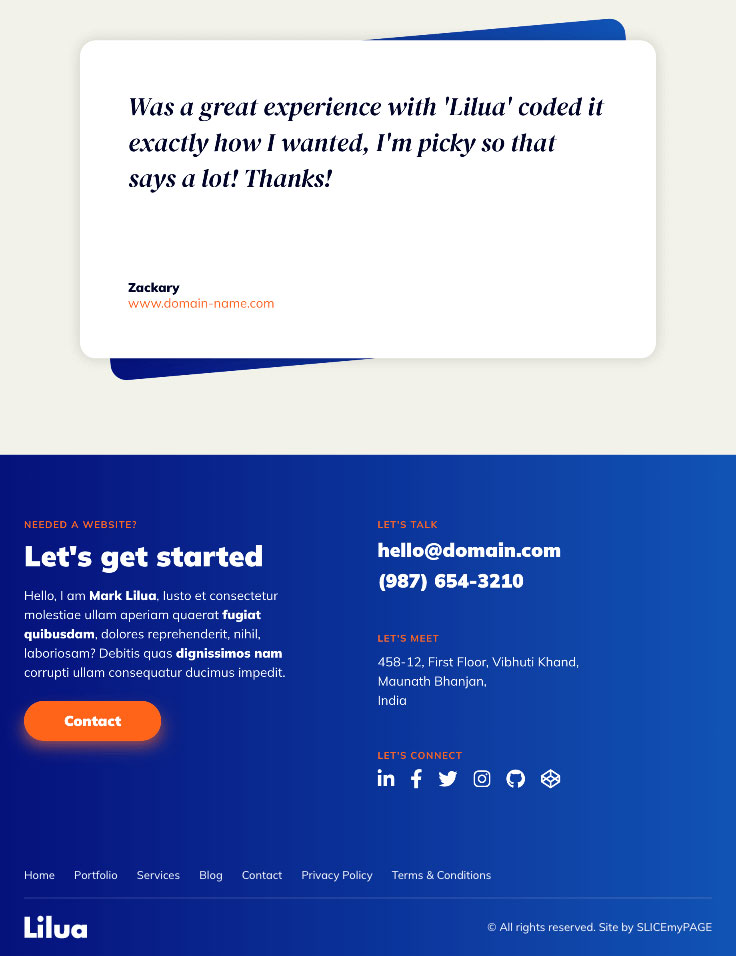 Was a great experience with 'Lilua' coded it
exactly how I wanted, I'm picky so that
says a lot! Thanks!
Zackary
www.domain-name.com
NEEDED A WEBSITE?
Let's get started
Hello, I am Mark Lilua, Iusto et consectetur
molestiae ullam aperiam quaerat fugiat
quibusdam, dolores reprehenderit, nihil,
laboriosam? Debitis quas dignissimos nam
corrupti ullam consequatur ducimus impedit.
Contact
LET'S TALK
hello@domain.com
(987) 654-3210
LET'S MEET
458-12, First Floor, Vibhuti Khand,
Maunath Bhanjan,
India
LET'S CONNECT
Home Portfolio Services Blog Contact Privacy Policy Terms & Conditions
Lilua
© All rights reserved. Site by SLICEmyPAGE